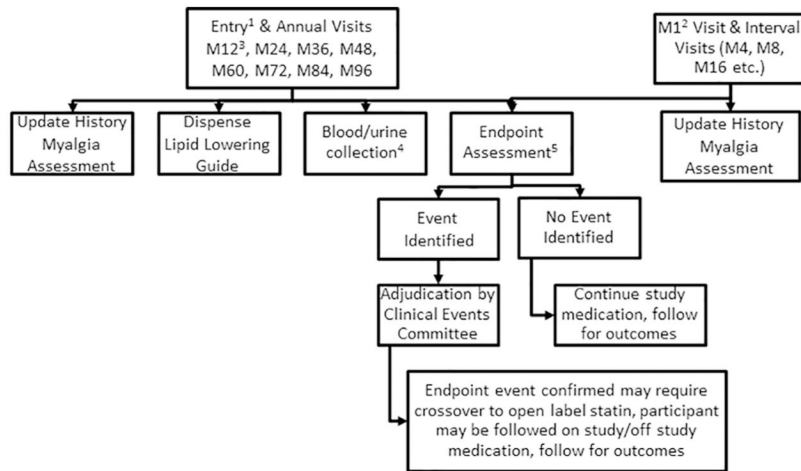 Entry¹ & Annual Visits
M12³, M24, M36, M48,
M60, M72, M84, M96
M1² Visit & Interval
Visits (M4, M8,
M16 etc.)
Update History
Myalgia
Assessment
Dispense
Lipid Lowering
Guide
Blood/urine
collection⁴
Endpoint
Assessment⁵
Update History
Myalgia
Assessment
Event
Identified
No Event
Identified
Adjudication by
Clinical Events
Committee
Continue study
medication, follow
for outcomes
Endpoint event confirmed may require
crossover to open label statin, participant
may be followed on study/off study
medication, follow for outcomes